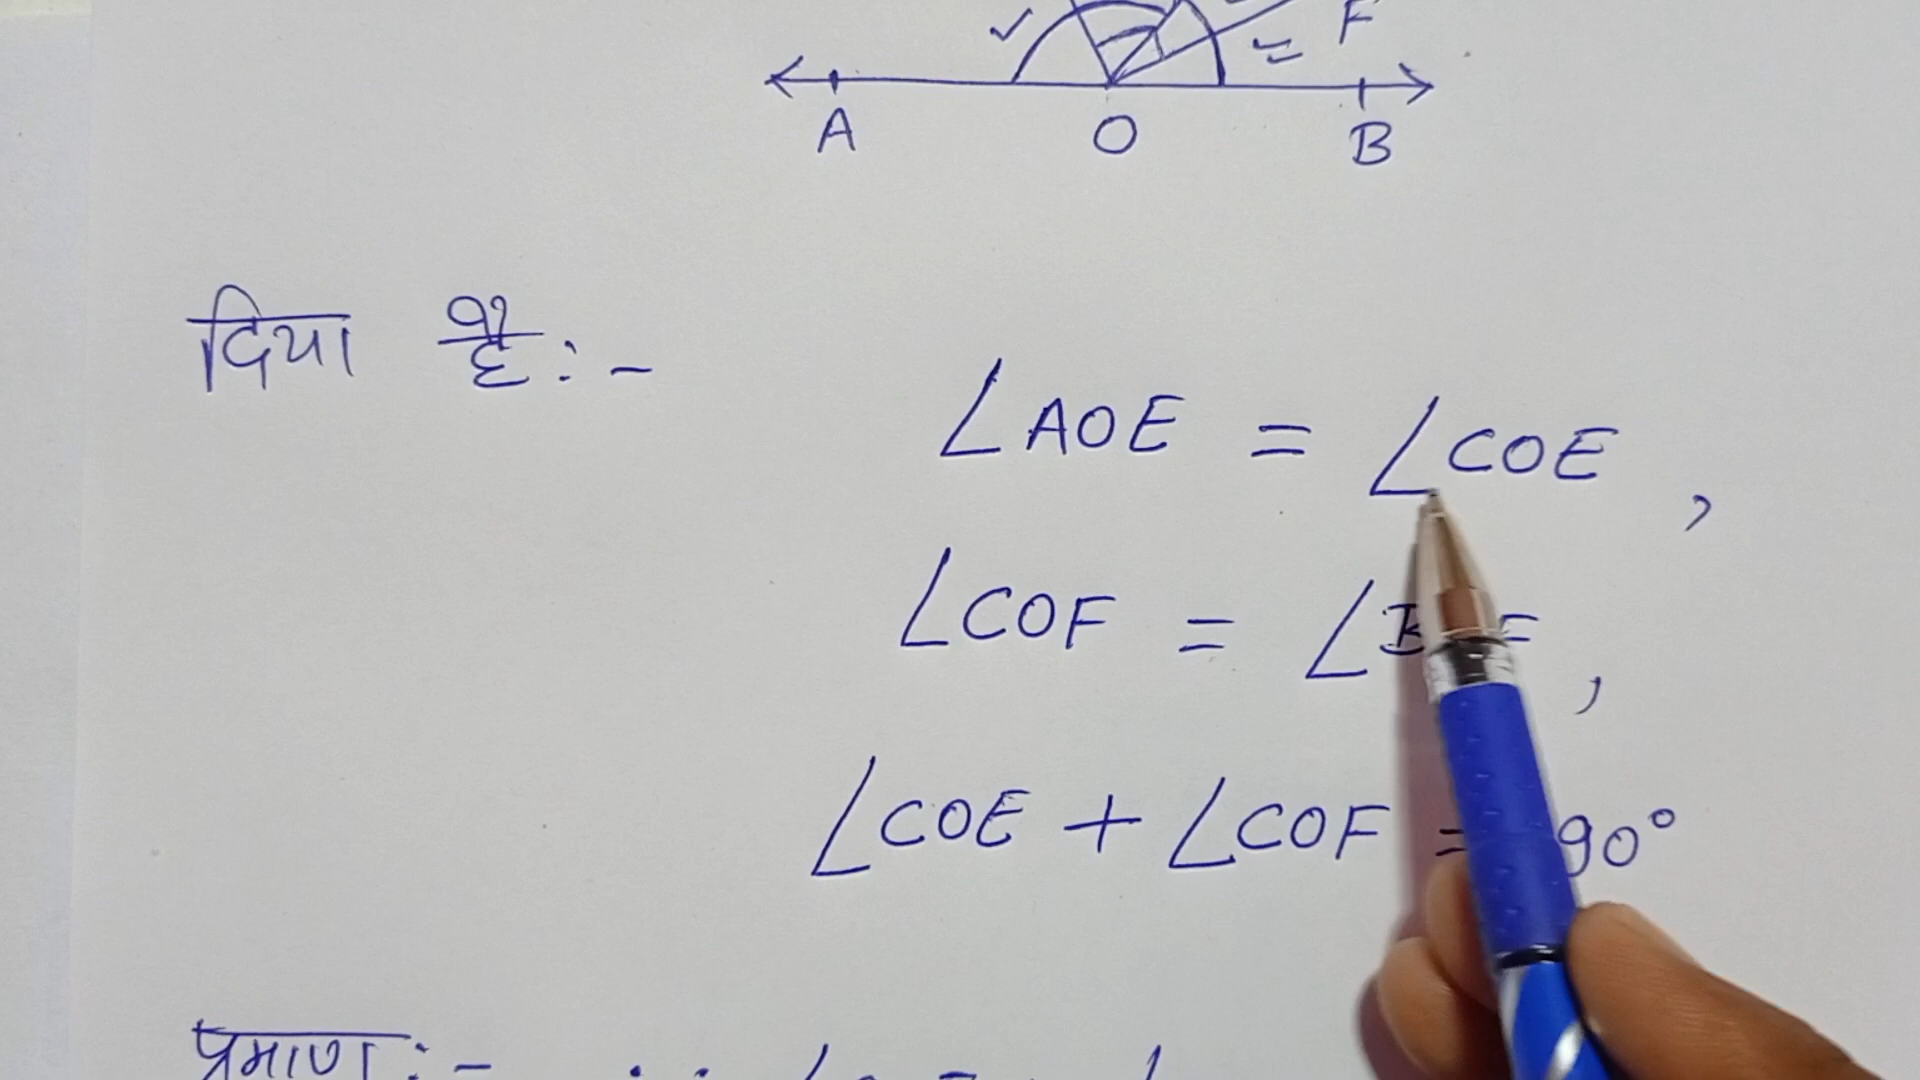 F
A O B
दिया है :-
∠AOE = ∠COE ,
∠COF = ,
∠COE + ∠COF = 90°
प्रमाण :-